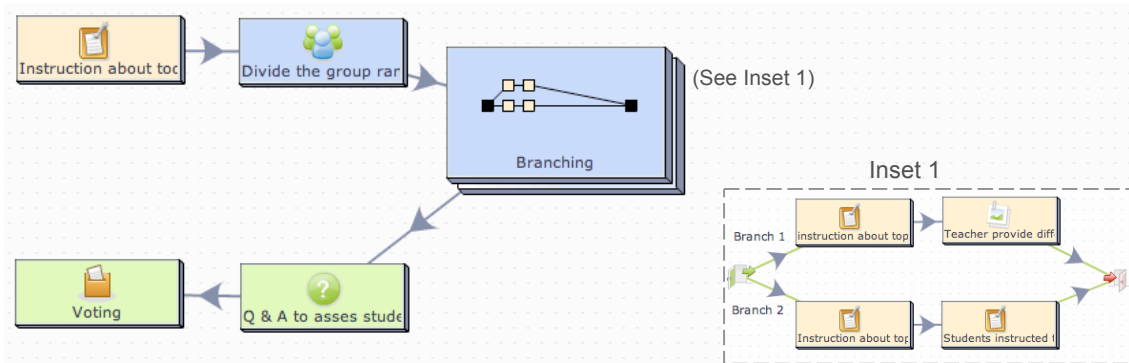 Instruction about too
Divide the group rar
(See Inset 1)
Branching
Inset 1
Branch 1
instruction about top
Teacher provide diff
Branch 2
Instruction about top
Students instructed t
Voting
Q & A to asses stude